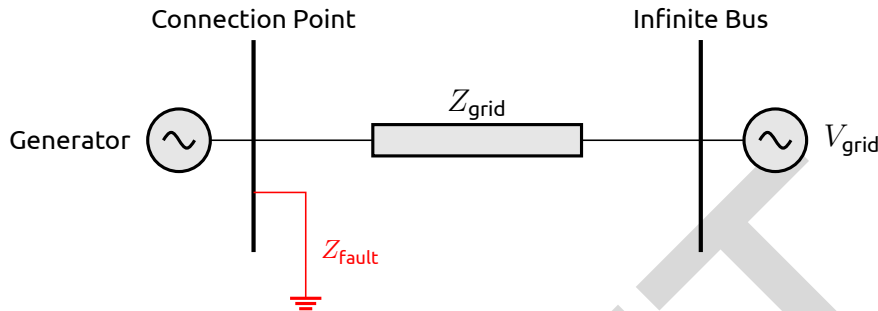 Connection Point
Infinite Bus
Z_grid
Generator
V_grid
Z_fault